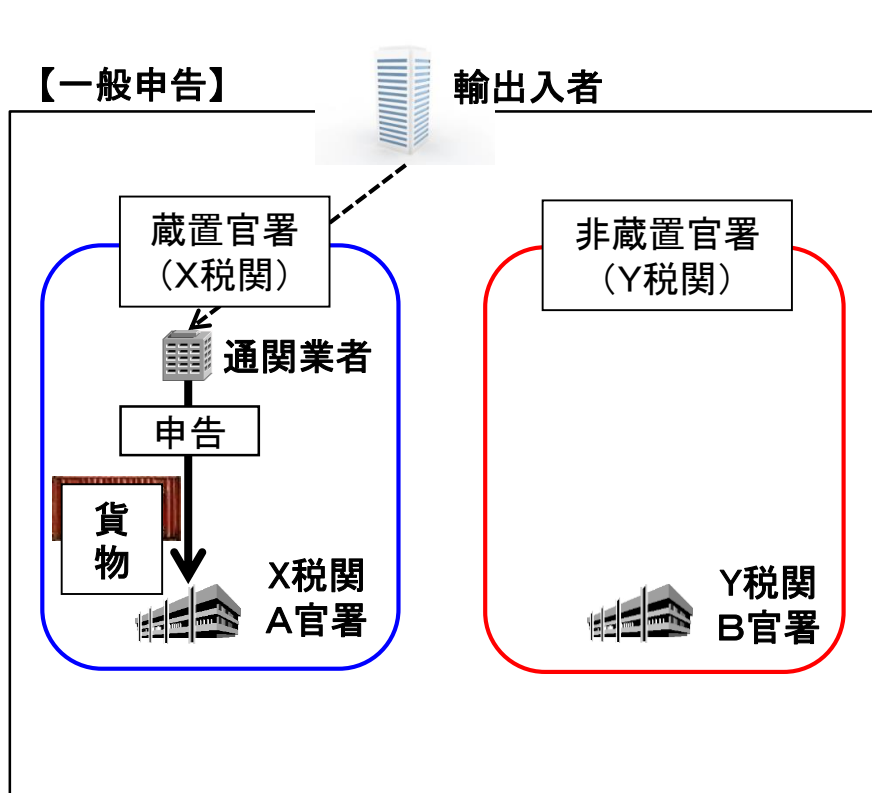 【一般申告】
輸出入者
蔵置官署
（X税関）
非蔵置官署
（Y税関）
通関業者
申告
貨
物
X税関
A官署
Y税関
B官署